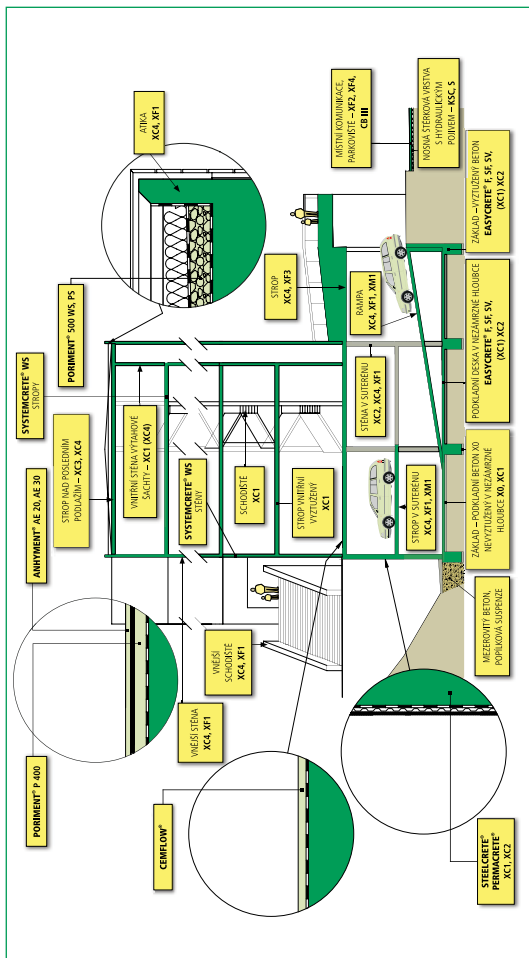 ATIKA
XC4, XF1
PORIMENT® 500 WS, PS
SYSTEMCRETE® WS
STROPY
STROP NAD POSLEDNÍM
PODLAŽÍM – XC3, XC4
ANHYMENT® AE 20, AE 30
PORIMENT® P 400
VNITŘNÍ STĚNA VÝTAHOVÉ
ŠACHTY – XC1 (XC4)
SYSTEMCRETE® WS
STĚNY
SCHODIŠTĚ
XC1
STROP VNITŘNÍ
VYZTUŽENÝ
XC1
VNĚJŠÍ STĚNA
XC4, XF1
VNĚJŠÍ
SCHODIŠTĚ
XC4, XF1
CEMFLOW®
MÍSTNÍ KOMUNIKACE,
PARKOVIŠTĚ – XF2, XF4,
CB III
NOSNÁ ŠTĚRKOVÁ VRSTVA
S HYDRAULICKÝM
POJIVEM – KSC, S
STROP
XC4, XF3
RAMPA
XC4, XF1, XM1
STĚNA V SUTERÉNU
XC2, XC4, XF1
STROP V SUTERÉNU
XC4, XF1, XM1
ZÁKLAD – VYZTUŽENÝ BETON
EASYCRETE® F, SF, SV,
(XC1) XC2
PODKLADNÍ DESKA V NEZÁMRZNÉ HLOUBCE
EASYCRETE® F, SF, SV,
(XC1) XC2
ZÁKLAD – PODKLADNÍ BETON X0
NEVYZTUŽENÝ V NEZÁMRZNÉ
HLOUBCE X0, XC1
MEZEROVITÝ BETON,
POPÍLKOVÁ SUSPENZE
STEELCRETE®
PERMACRETE®
XC1, XC2